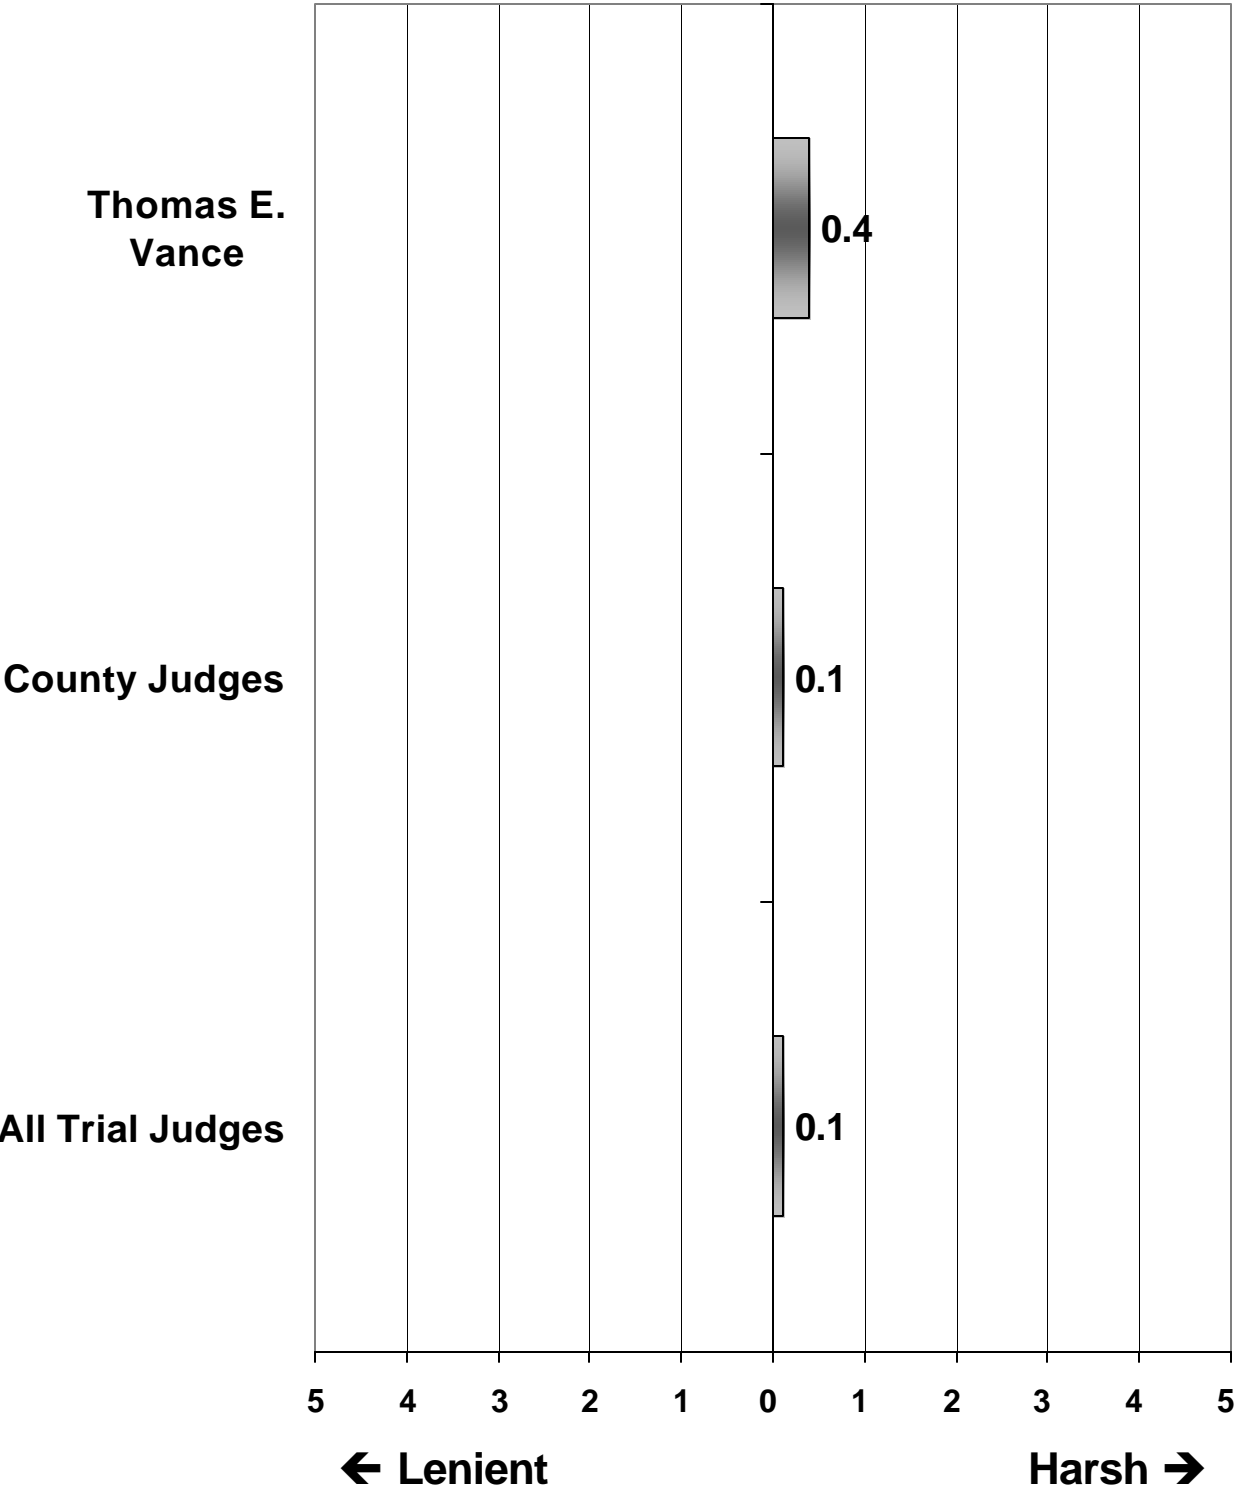 Thomas E.
Vance
0.4
County Judges
0.1
All Trial Judges
0.1
5 4 3 2 1 0 1 2 3 4 5
🡸 Lenient Harsh 🡺